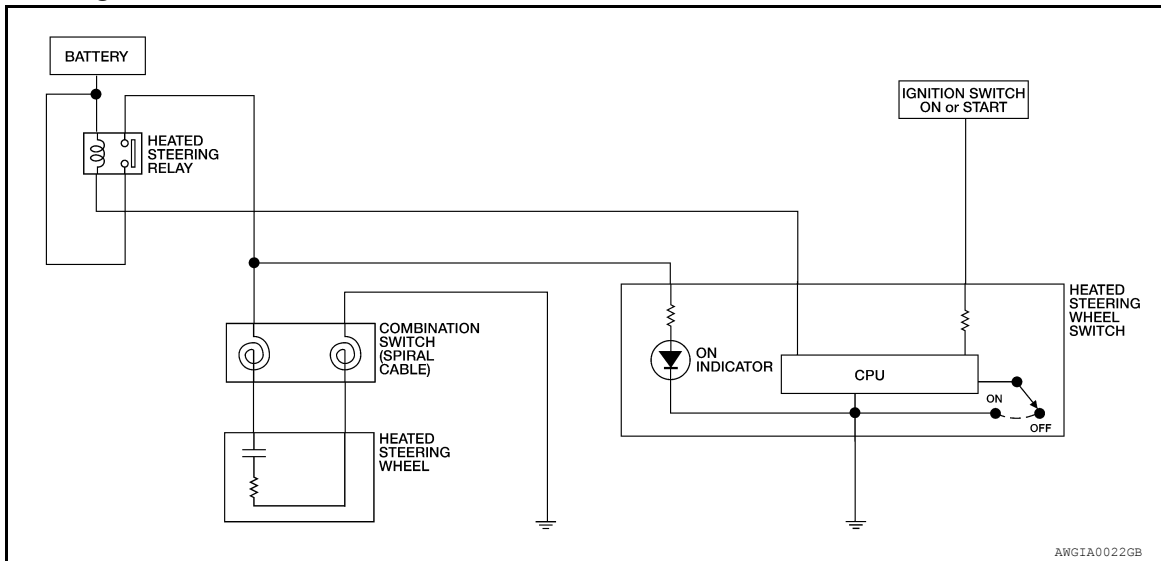 BATTERY
IGNITION SWITCH
ON or START
HEATED
STEERING
RELAY
HEATED
STEERING
WHEEL
SWITCH
COMBINATION
SWITCH
(SPIRAL
CABLE)
ON
INDICATOR
CPU
ON
OFF
HEATED
STEERING
WHEEL
AWGIA0022GB